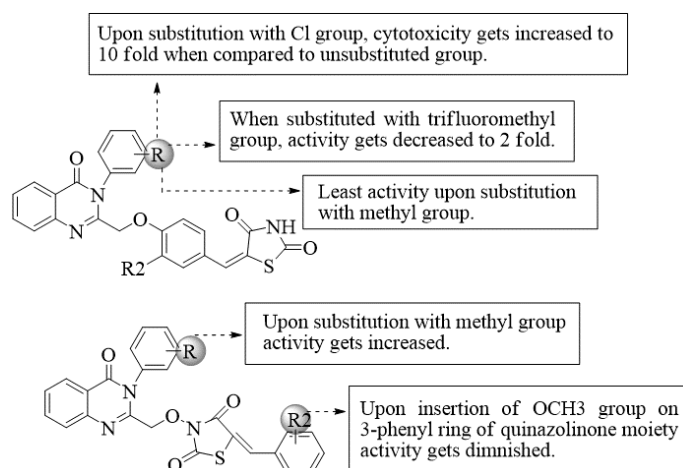 Upon substitution with Cl group, cytotoxicity gets increased to
10 fold when compared to unsubstituted group.
When substituted with trifluoromethyl
group, activity gets decreased to 2 fold.
R
O
N
Least activity upon substitution
with methyl group.
N
O
O
NH
O
S
R2
Upon substitution with methyl group
activity gets increased.
R
O
N
N
O
N
O
O
S
R2
Upon insertion of OCH3 group on
3-phenyl ring of quinazolinone moiety
activity gets dimnished.